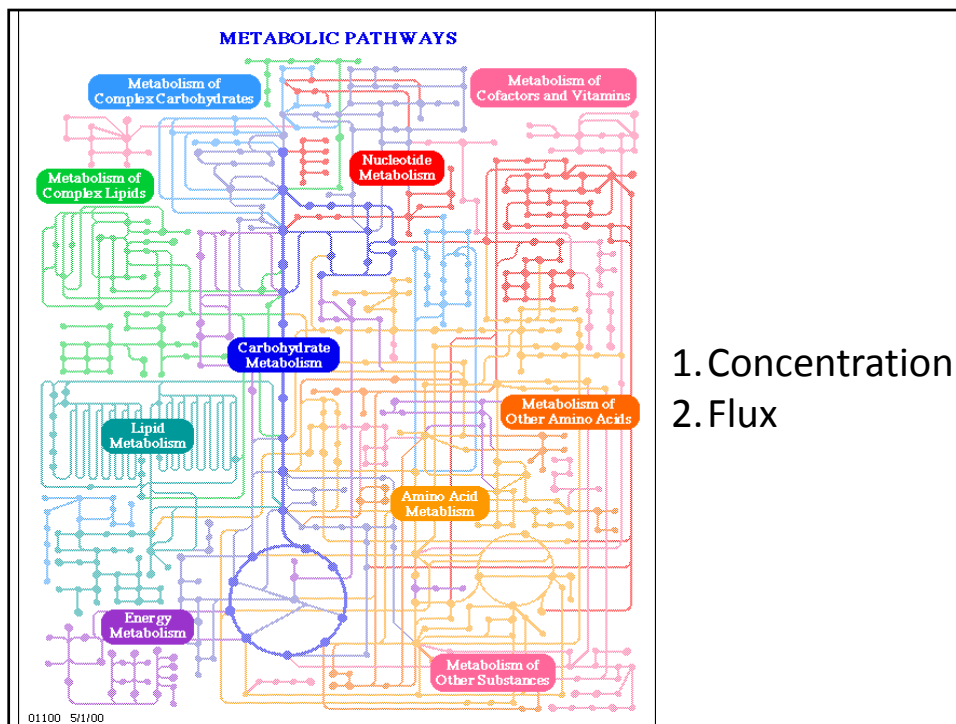 METABOLIC PATHWAYS
Metabolism of
Complex Carbohydrates
Metabolism of
Cofactors and Vitamins
Nucleotide
Metabolism
Metabolism of
Complex Lipids
Carbohydrate
Metabolism
1. Concentration
2. Flux
Metabolism of
Other Amino Acids
Lipid
Metabolism
Amino Acid
Metablism
Energy
Metabolism
Metabolism of
Other Substances
01100 5/1/00